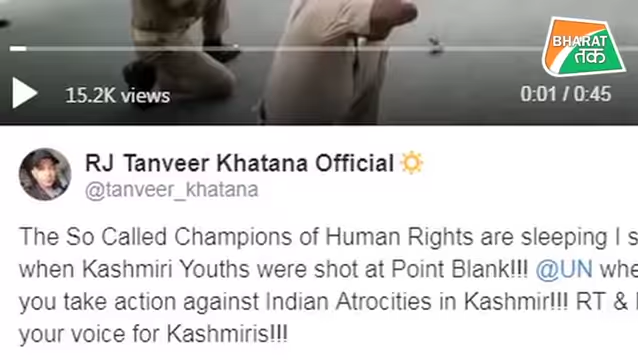 BHARAT
तक
15.2K views
0:01 / 0:45
RJ Tanveer Khatana Official
@tanveer_khatana
The So Called Champions of Human Rights are sleeping I
when Kashmiri Youths were shot at Point Blank!!! @UN
you take action against Indian Atrocities in Kashmir!!! RT &
your voice for Kashmiris!!!